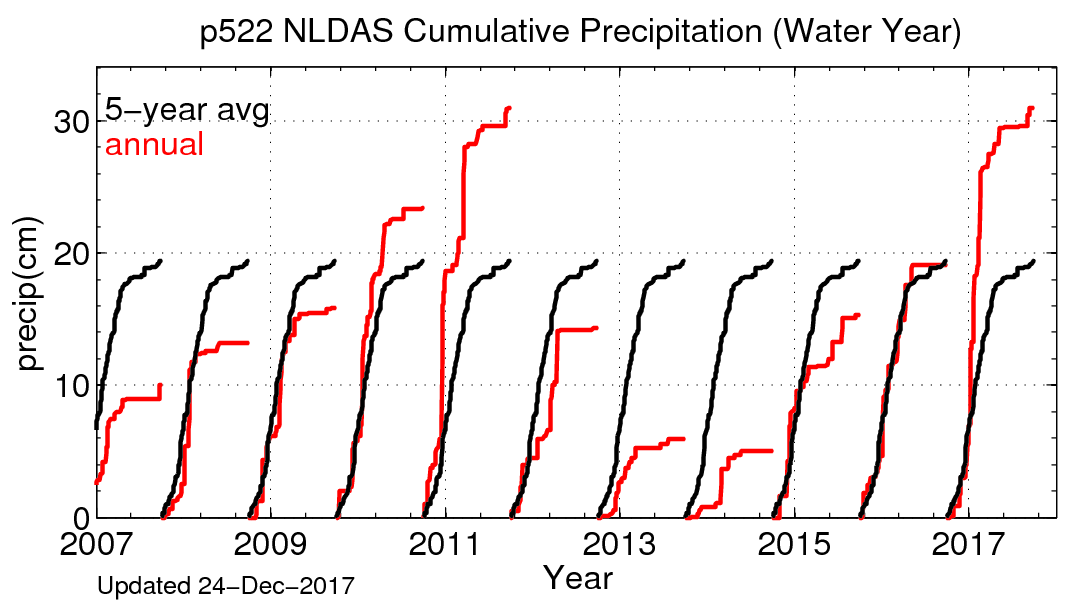 p522 NLDAS Cumulative Precipitation (Water Year)
5−year avg
annual
30
20
10
0
precip(cm)
2007 2009 2011 2013 2015 2017
Year
Updated 24−Dec−2017